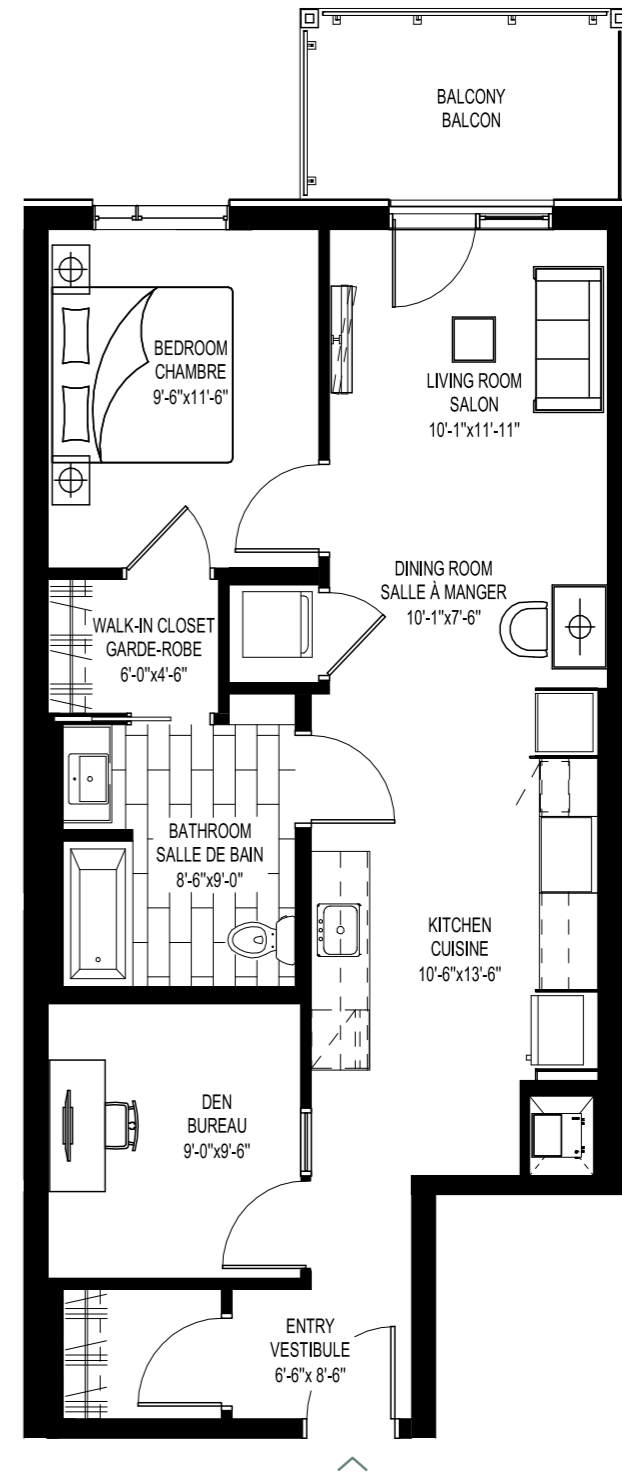 BALCONY
BALCON
BEDROOM
CHAMBRE
9'-6"x11'-6"
LIVING ROOM
SALON
10'-1"x11'-11"
DINING ROOM
SALLE À MANGER
10'-1"x7'-6"
WALK-IN CLOSET
GARDE-ROBE
6'-0"x4'-6"
BATHROOM
SALLE DE BAIN
8'-6"x9'-0"
KITCHEN
CUISINE
10'-6"x13'-6"
DEN
BUREAU
9'-0"x9'-6"
ENTRY
VESTIBULE
6'-6"x 8'-6"